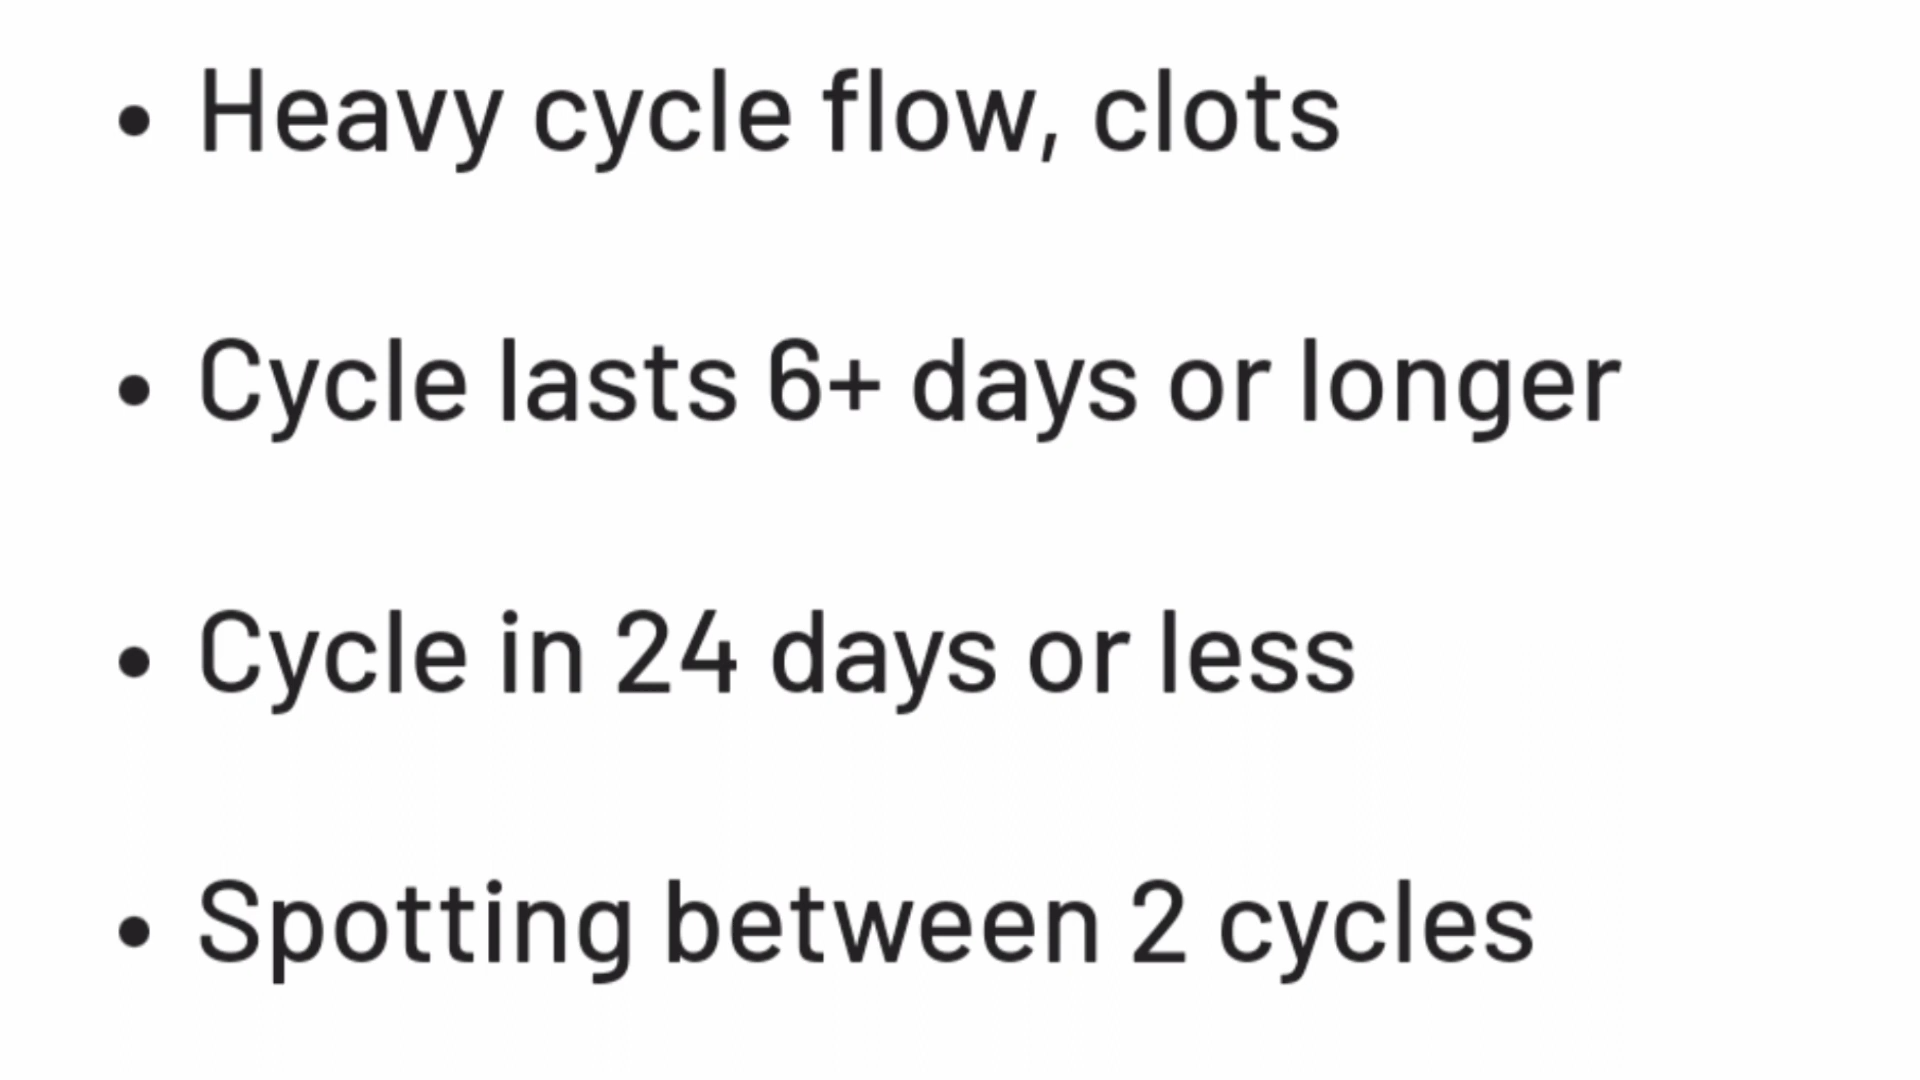 • Heavy cycle flow, clots
• Cycle lasts 6+ days or longer
• Cycle in 24 days or less
• Spotting between 2 cycles